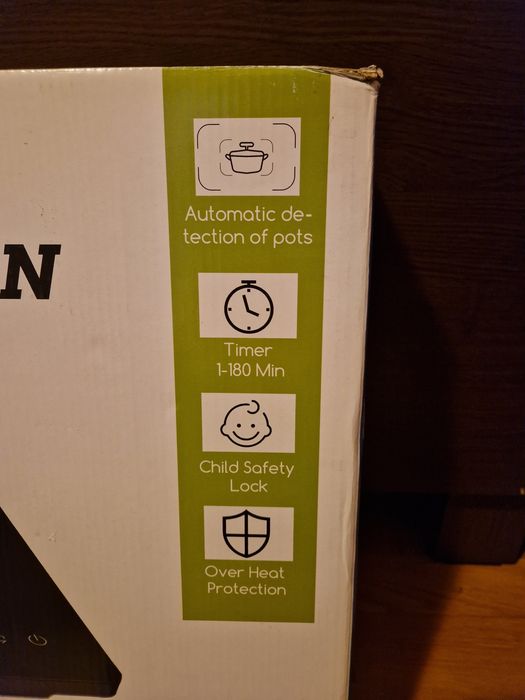 N
Automatic de-
tection of pots
Timer
1-180 Min
Child Safety
Lock
Over Heat
Protection